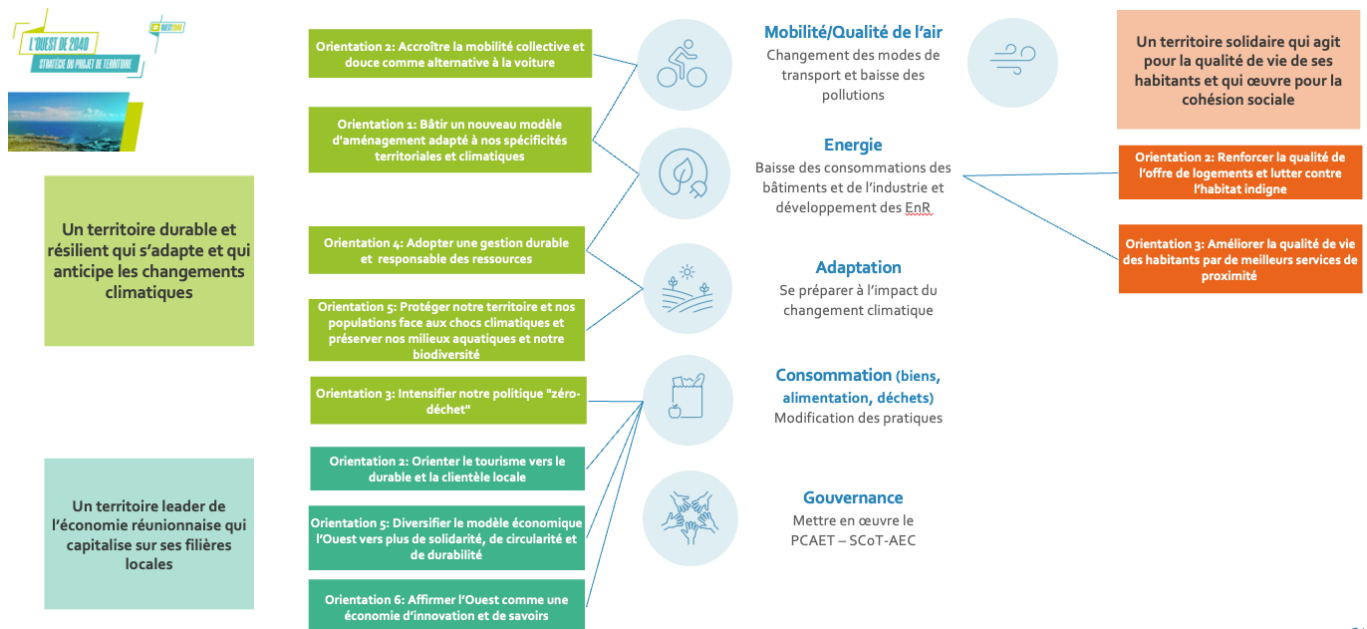 L'OUEST DE 2040
STRATÉGIE DU PROJET DE TERRITOIRE
Un territoire durable et
résilient qui s'adapte et qui
anticipe les changements
climatiques
Un territoire leader de
l'économie réunionnaise qui
capitalise sur ses filières
locales
Orientation 2: Accroître la mobilité collective et
douce comme alternative à la voiture
Orientation 1: Bâtir un nouveau modèle
d'aménagement adapté à nos spécificités
territoriales et climatiques
Orientation 4: Adopter une gestion durable
et responsable des ressources
Orientation 5: Protéger notre territoire et nos
populations face aux chocs climatiques et
préserver nos milieux aquatiques et notre
biodiversité
Orientation 3: Intensifier notre politique "zéro-
déchet"
Orientation 2: Orienter le tourisme vers le
durable et la clientèle locale
Orientation 5: Diversifier le modèle économique
l'Ouest vers plus de solidarité, de circularité et
de durabilité
Orientation 6: Affirmer l'Ouest comme une
économie d'innovation et de savoirs
Mobilité/Qualité de l'air
Changement des modes de
transport et baisse des
pollutions
Energie
Baisse des consommations des
bâtiments et de l'industrie et
développement des EnR
Adaptation
Se préparer à l'impact du
changement climatique
Consommation (biens,
alimentation, déchets)
Modification des pratiques
Gouvernance
Mettre en œuvre le
PCAET – SCoT-AEC
Un territoire solidaire qui agit
pour la qualité de vie de ses
habitants et qui œuvre pour la
cohésion sociale
Orientation 2: Renforcer la qualité de
l'offre de logements et lutter contre
l'habitat indigne
Orientation 3: Améliorer la qualité de vie
des habitants par de meilleurs services de
proximité